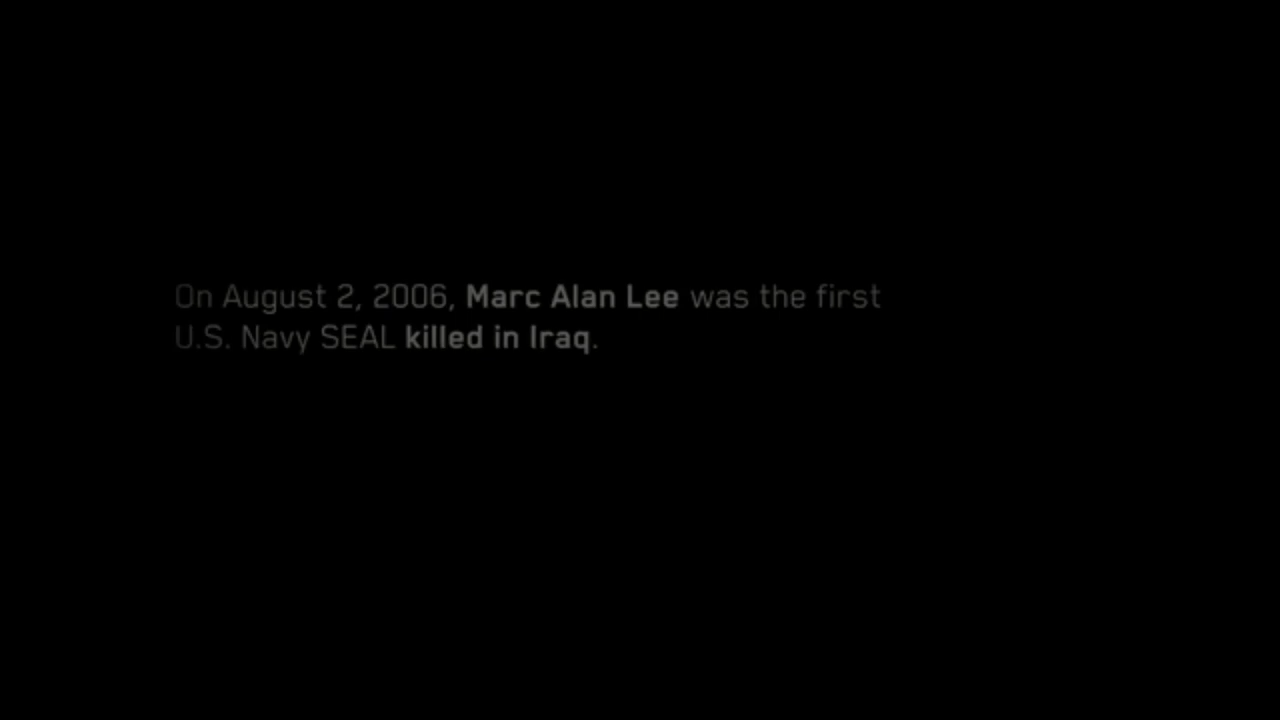 On August 2, 2006, Marc Alan Lee was the first
U.S. Navy SEAL killed in Iraq.